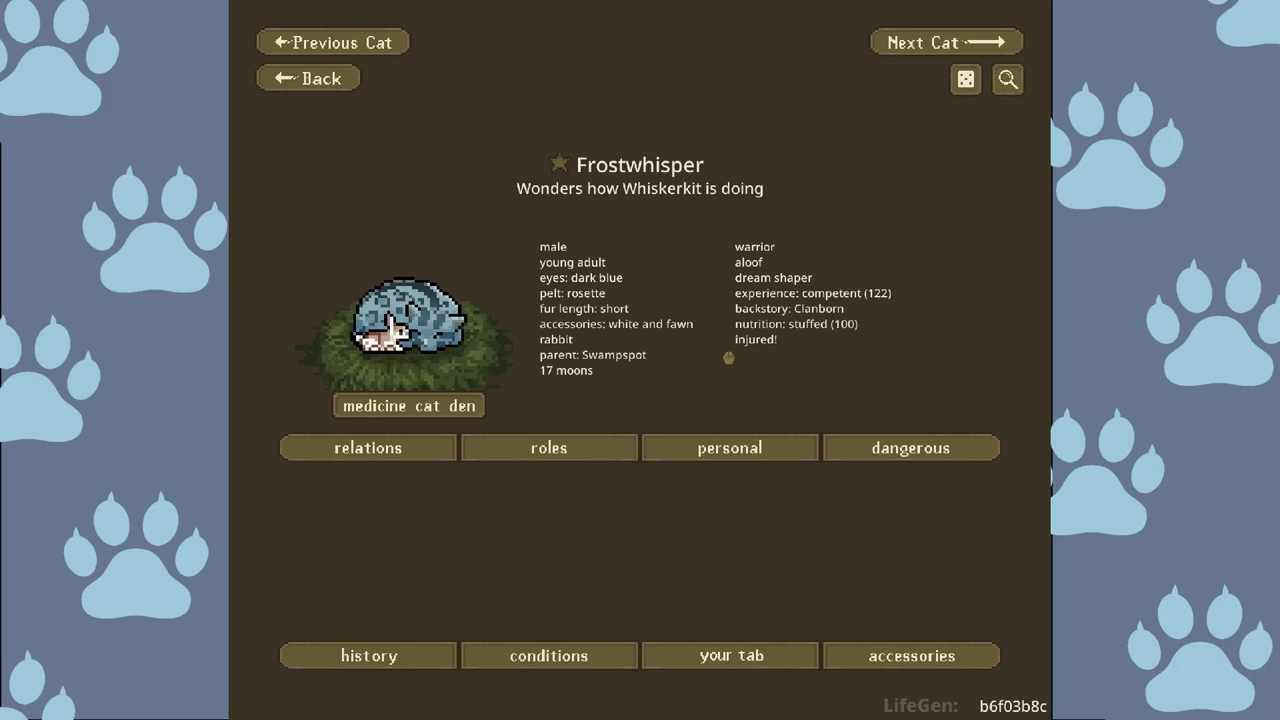 Previous Cat
Next Cat
Back
Frostwhisper
Wonders how Whiskerkit is doing
male
young adult
eyes: dark blue
pelt: rosette
fur length: short
accessories: white and fawn
rabbit
parent: Swampspot
17 moons
warrior
aloof
dream shaper
experience: competent (122)
backstory: Clanborn
nutrition: stuffed (100)
injured!
medicine cat den
relations
roles
personal
dangerous
history
conditions
your tab
accessories
LifeGen: b6f03b8c